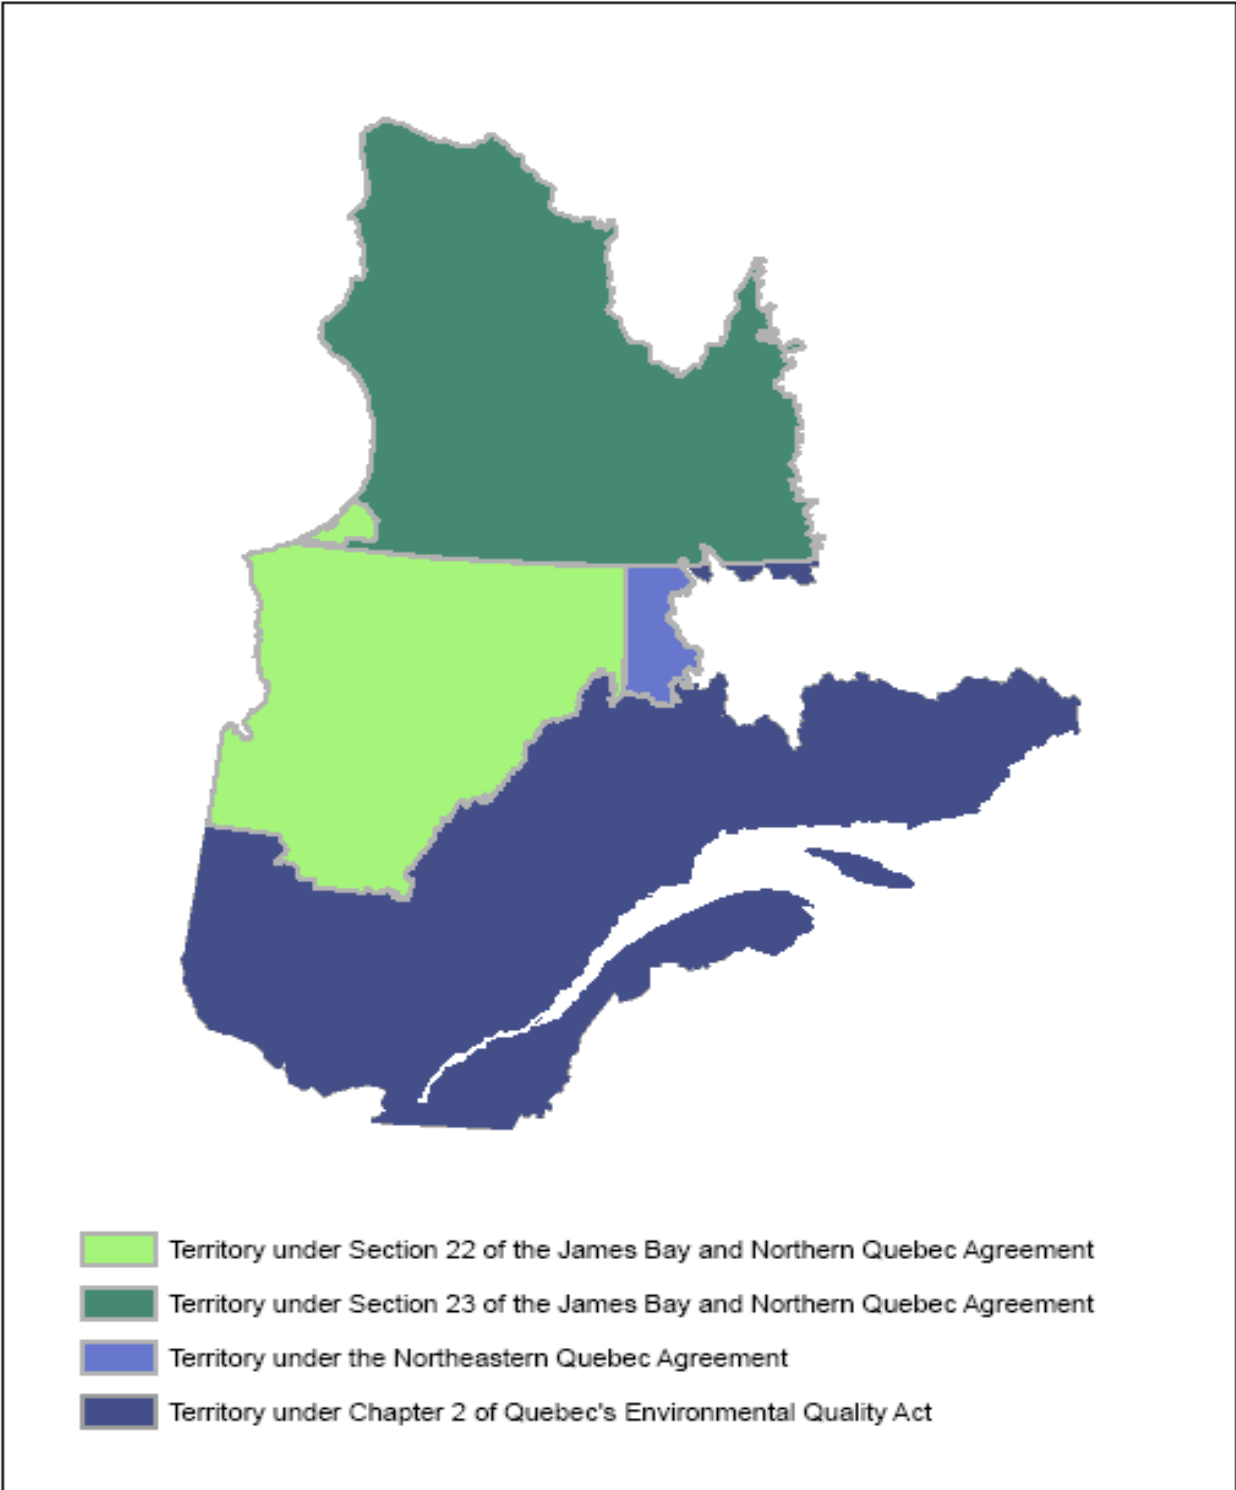 Territory under Section 22 of the James Bay and Northern Quebec Agreement
Territory under Section 23 of the James Bay and Northern Quebec Agreement
Territory under the Northeastern Quebec Agreement
Territory under Chapter 2 of Quebec's Environmental Quality Act